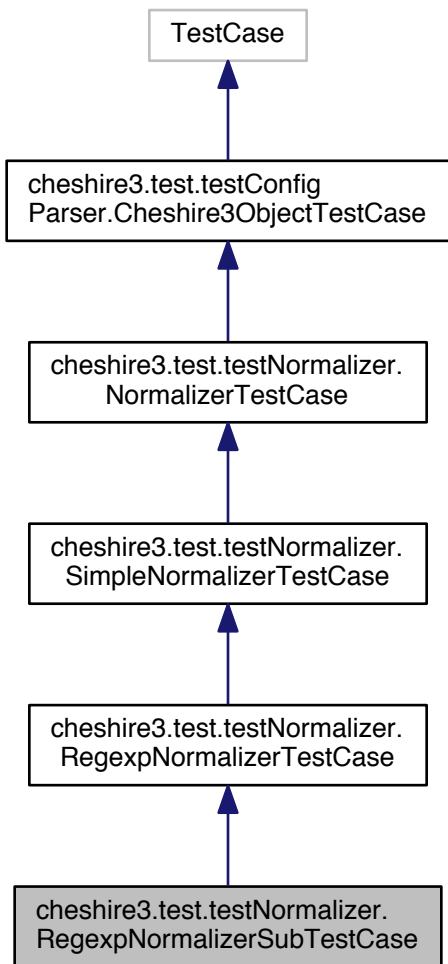 TestCase
cheshire3.test.testConfig
Parser.Cheshire3ObjectTestCase
cheshire3.test.testNormalizer.
NormalizerTestCase
cheshire3.test.testNormalizer.
SimpleNormalizerTestCase
cheshire3.test.testNormalizer.
RegexpNormalizerTestCase
cheshire3.test.testNormalizer.
RegexpNormalizerSubTestCase